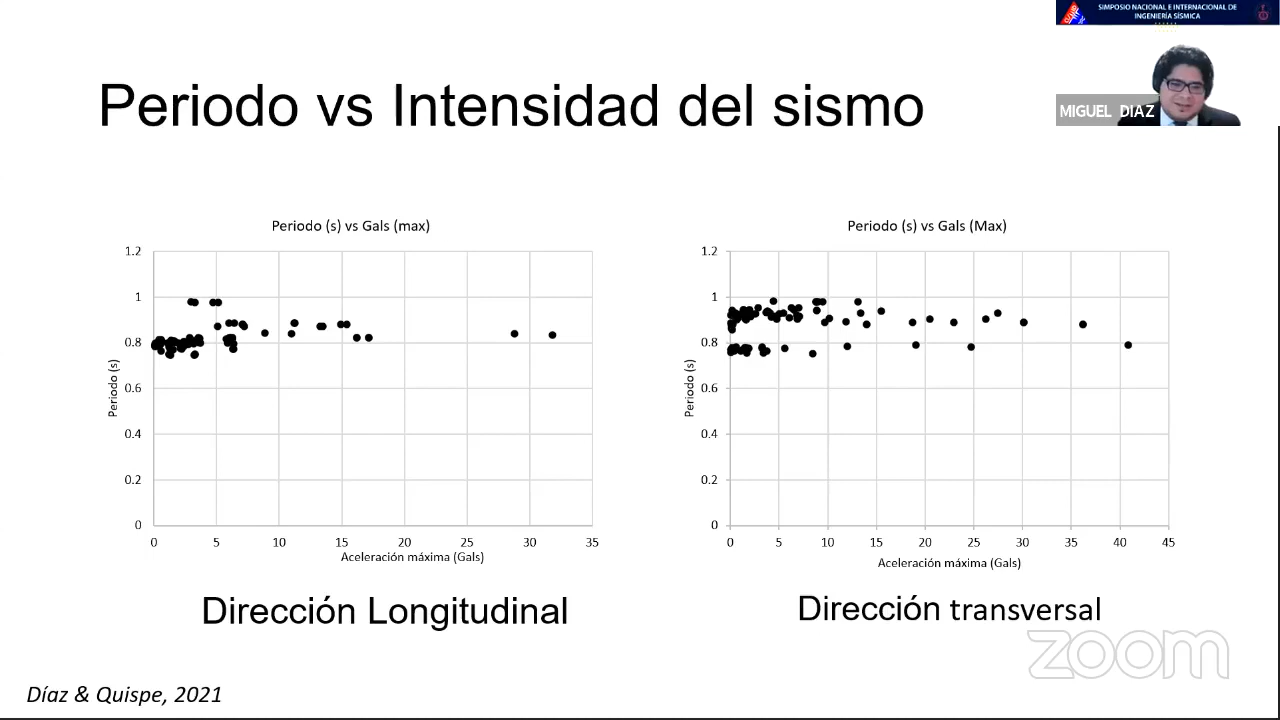 SIMPOSIO NACIONAL E INTERNACIONAL DE
INGENIERÍA SÍSMICA
MIGUEL DIAZ
Periodo vs Intensidad del sismo
Periodo (s) vs Gals (max)
1.2
1
0.8
0.6
0.4
0.2
0
Periodo (s)
0 5 10 15 20 25 30 35
Aceleración máxima (Gals)
Dirección Longitudinal
Periodo (s) vs Gals (Max)
1.2
1
0.8
0.6
0.4
0.2
0
Periodo (s)
0 5 10 15 20 25 30 35 40 45
Aceleración máxima (Gals)
Dirección transversal
zoom
Díaz & Quispe, 2021